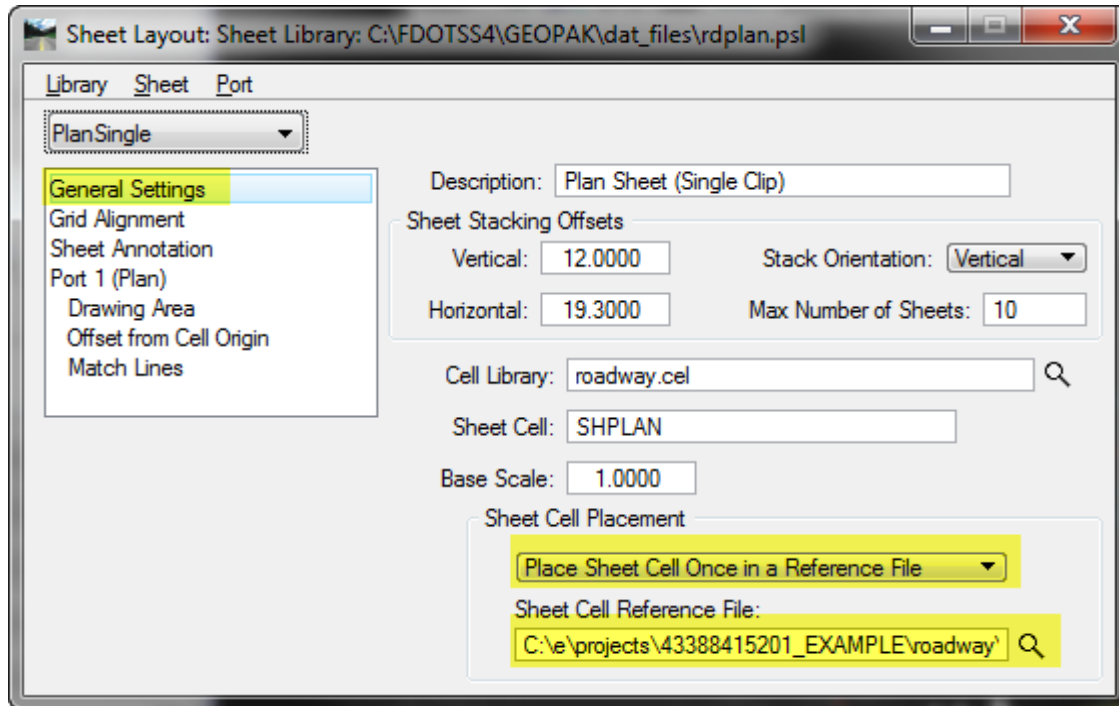 Sheet Layout: Sheet Library: C:\FDOTSS4\GEOPAK\dat_files\rdplan.psl
Library Sheet Port
PlanSingle
General Settings
Grid Alignment
Sheet Annotation
Port 1 (Plan)
Drawing Area
Offset from Cell Origin
Match Lines
Description: Plan Sheet (Single Clip)
Sheet Stacking Offsets
Vertical: 12.0000 Stack Orientation: Vertical
Horizontal: 19.3000 Max Number of Sheets: 10
Cell Library: roadway.cel
Sheet Cell: SHPLAN
Base Scale: 1.0000
Sheet Cell Placement
Place Sheet Cell Once in a Reference File
Sheet Cell Reference File:
C:\e\projects\43388415201_EXAMPLE\roadway\